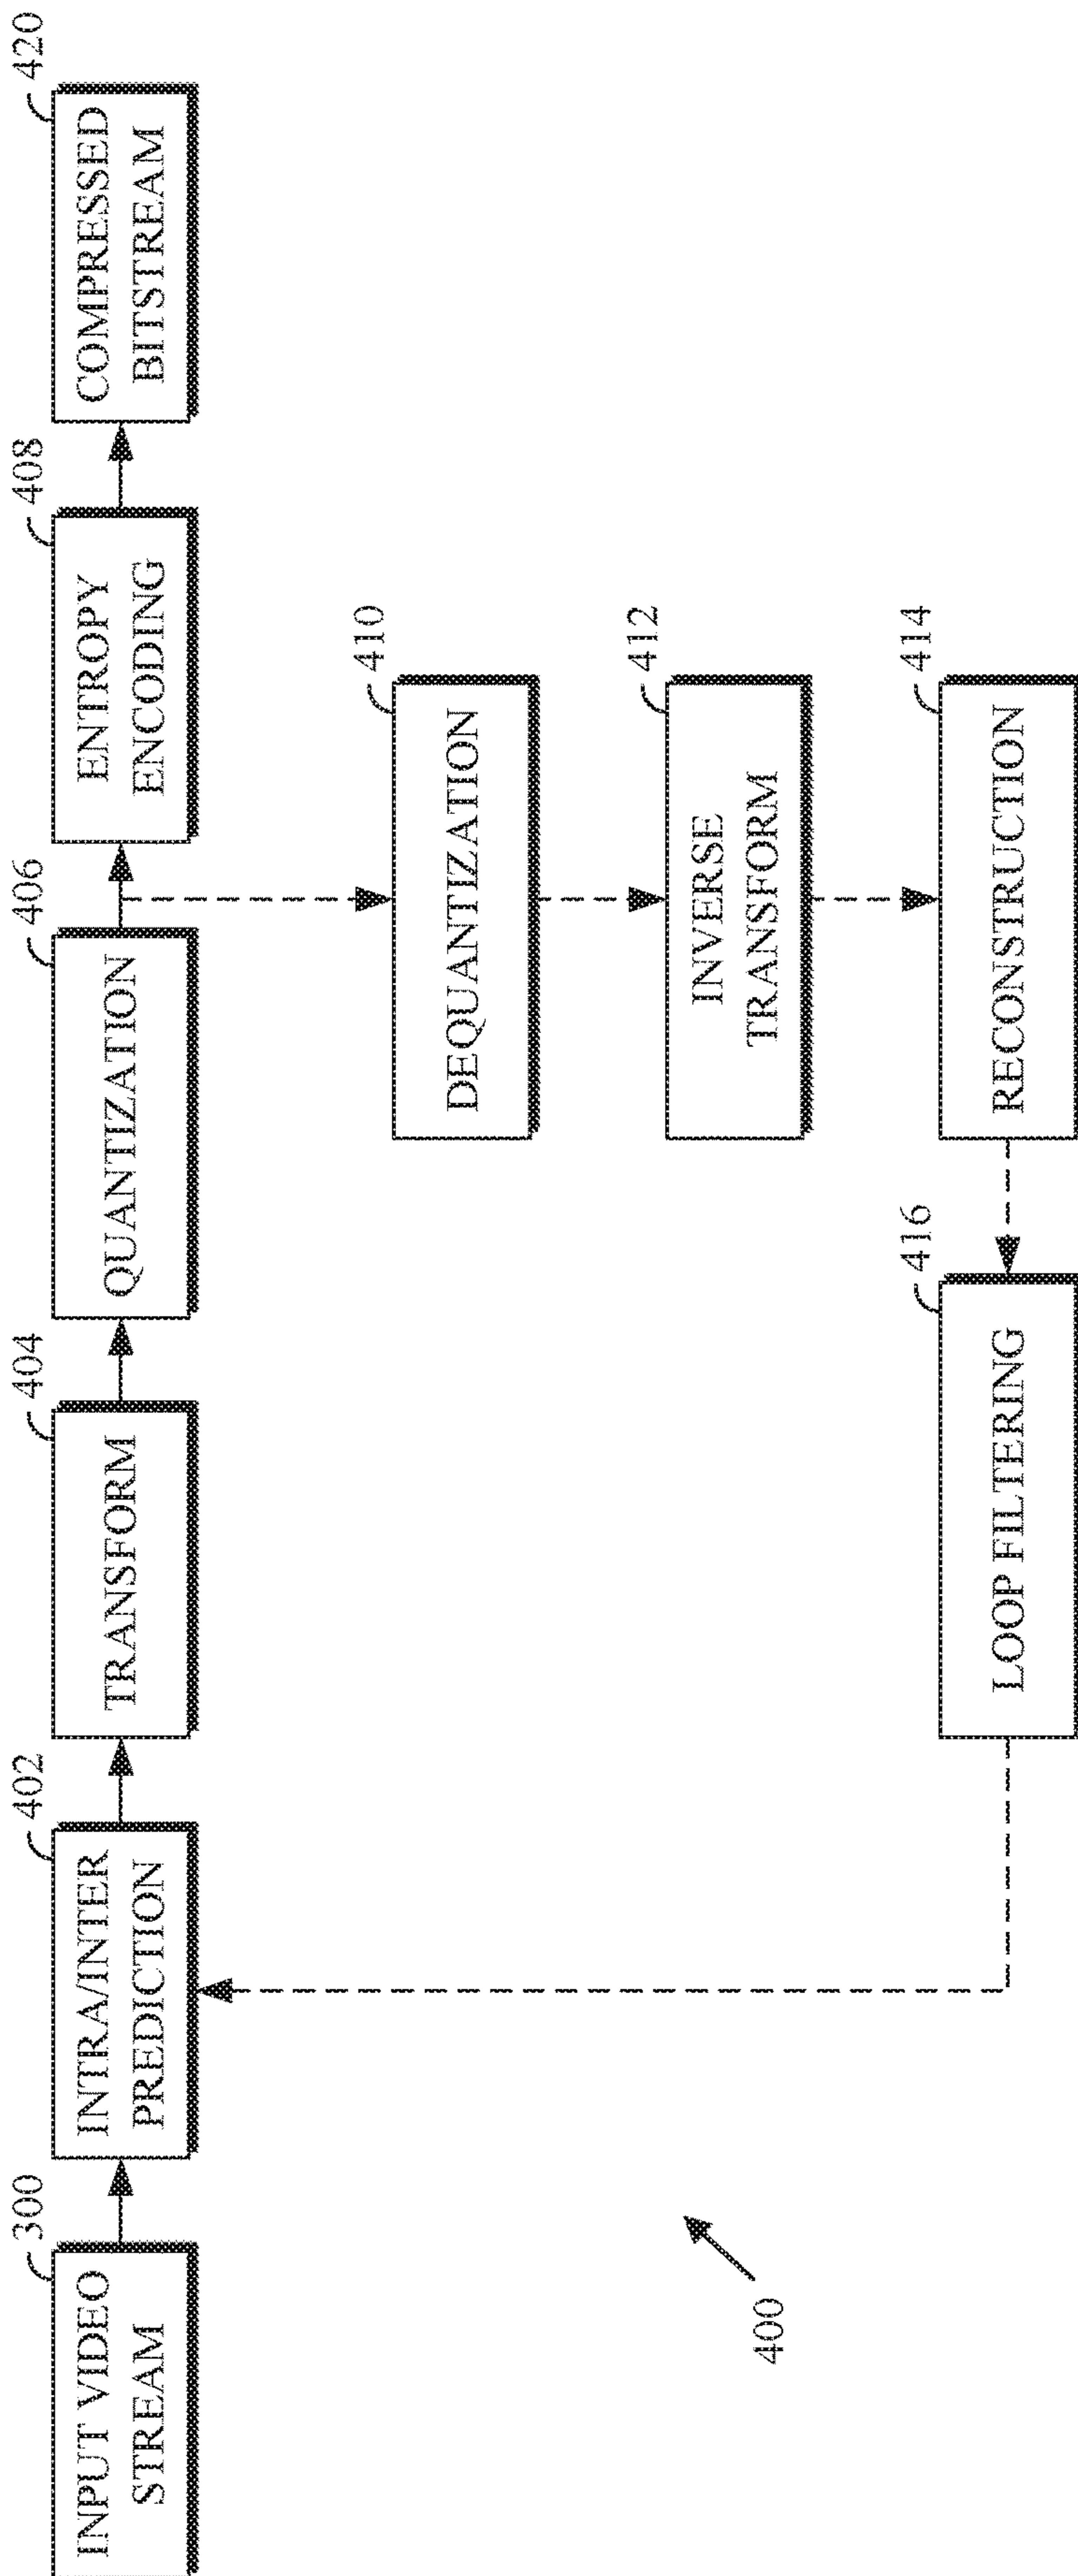 300
INPUT VIDEO
STREAM
402
INTRA/INTER
PREDICTION
404
TRANSFORM
406
QUANTIZATION
408
ENTROPY
ENCODING
420
COMPRESSED
BITSTREAM
410
DEQUANTIZATION
412
INVERSE
TRANSFORM
414
RECONSTRUCTION
416
LOOP FILTERING
400